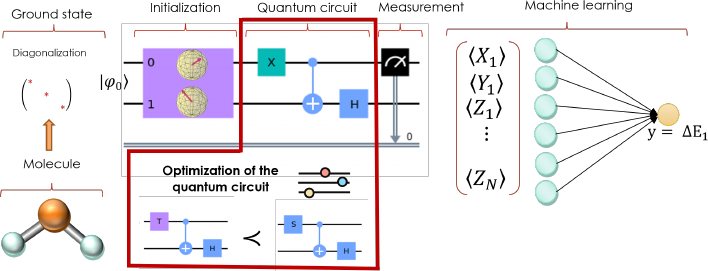 Ground state
Initialization
Quantum circuit
Measurement
Machine learning
Diagonalization
( * * * )
Molecule
|φ₀⟩
0
1
X
H
0
Optimization of the
quantum circuit
T
H
≺
S
H
⟨X₁⟩
⟨Y₁⟩
⟨Z₁⟩
⋮
⟨Z_N⟩
y = ΔE₁